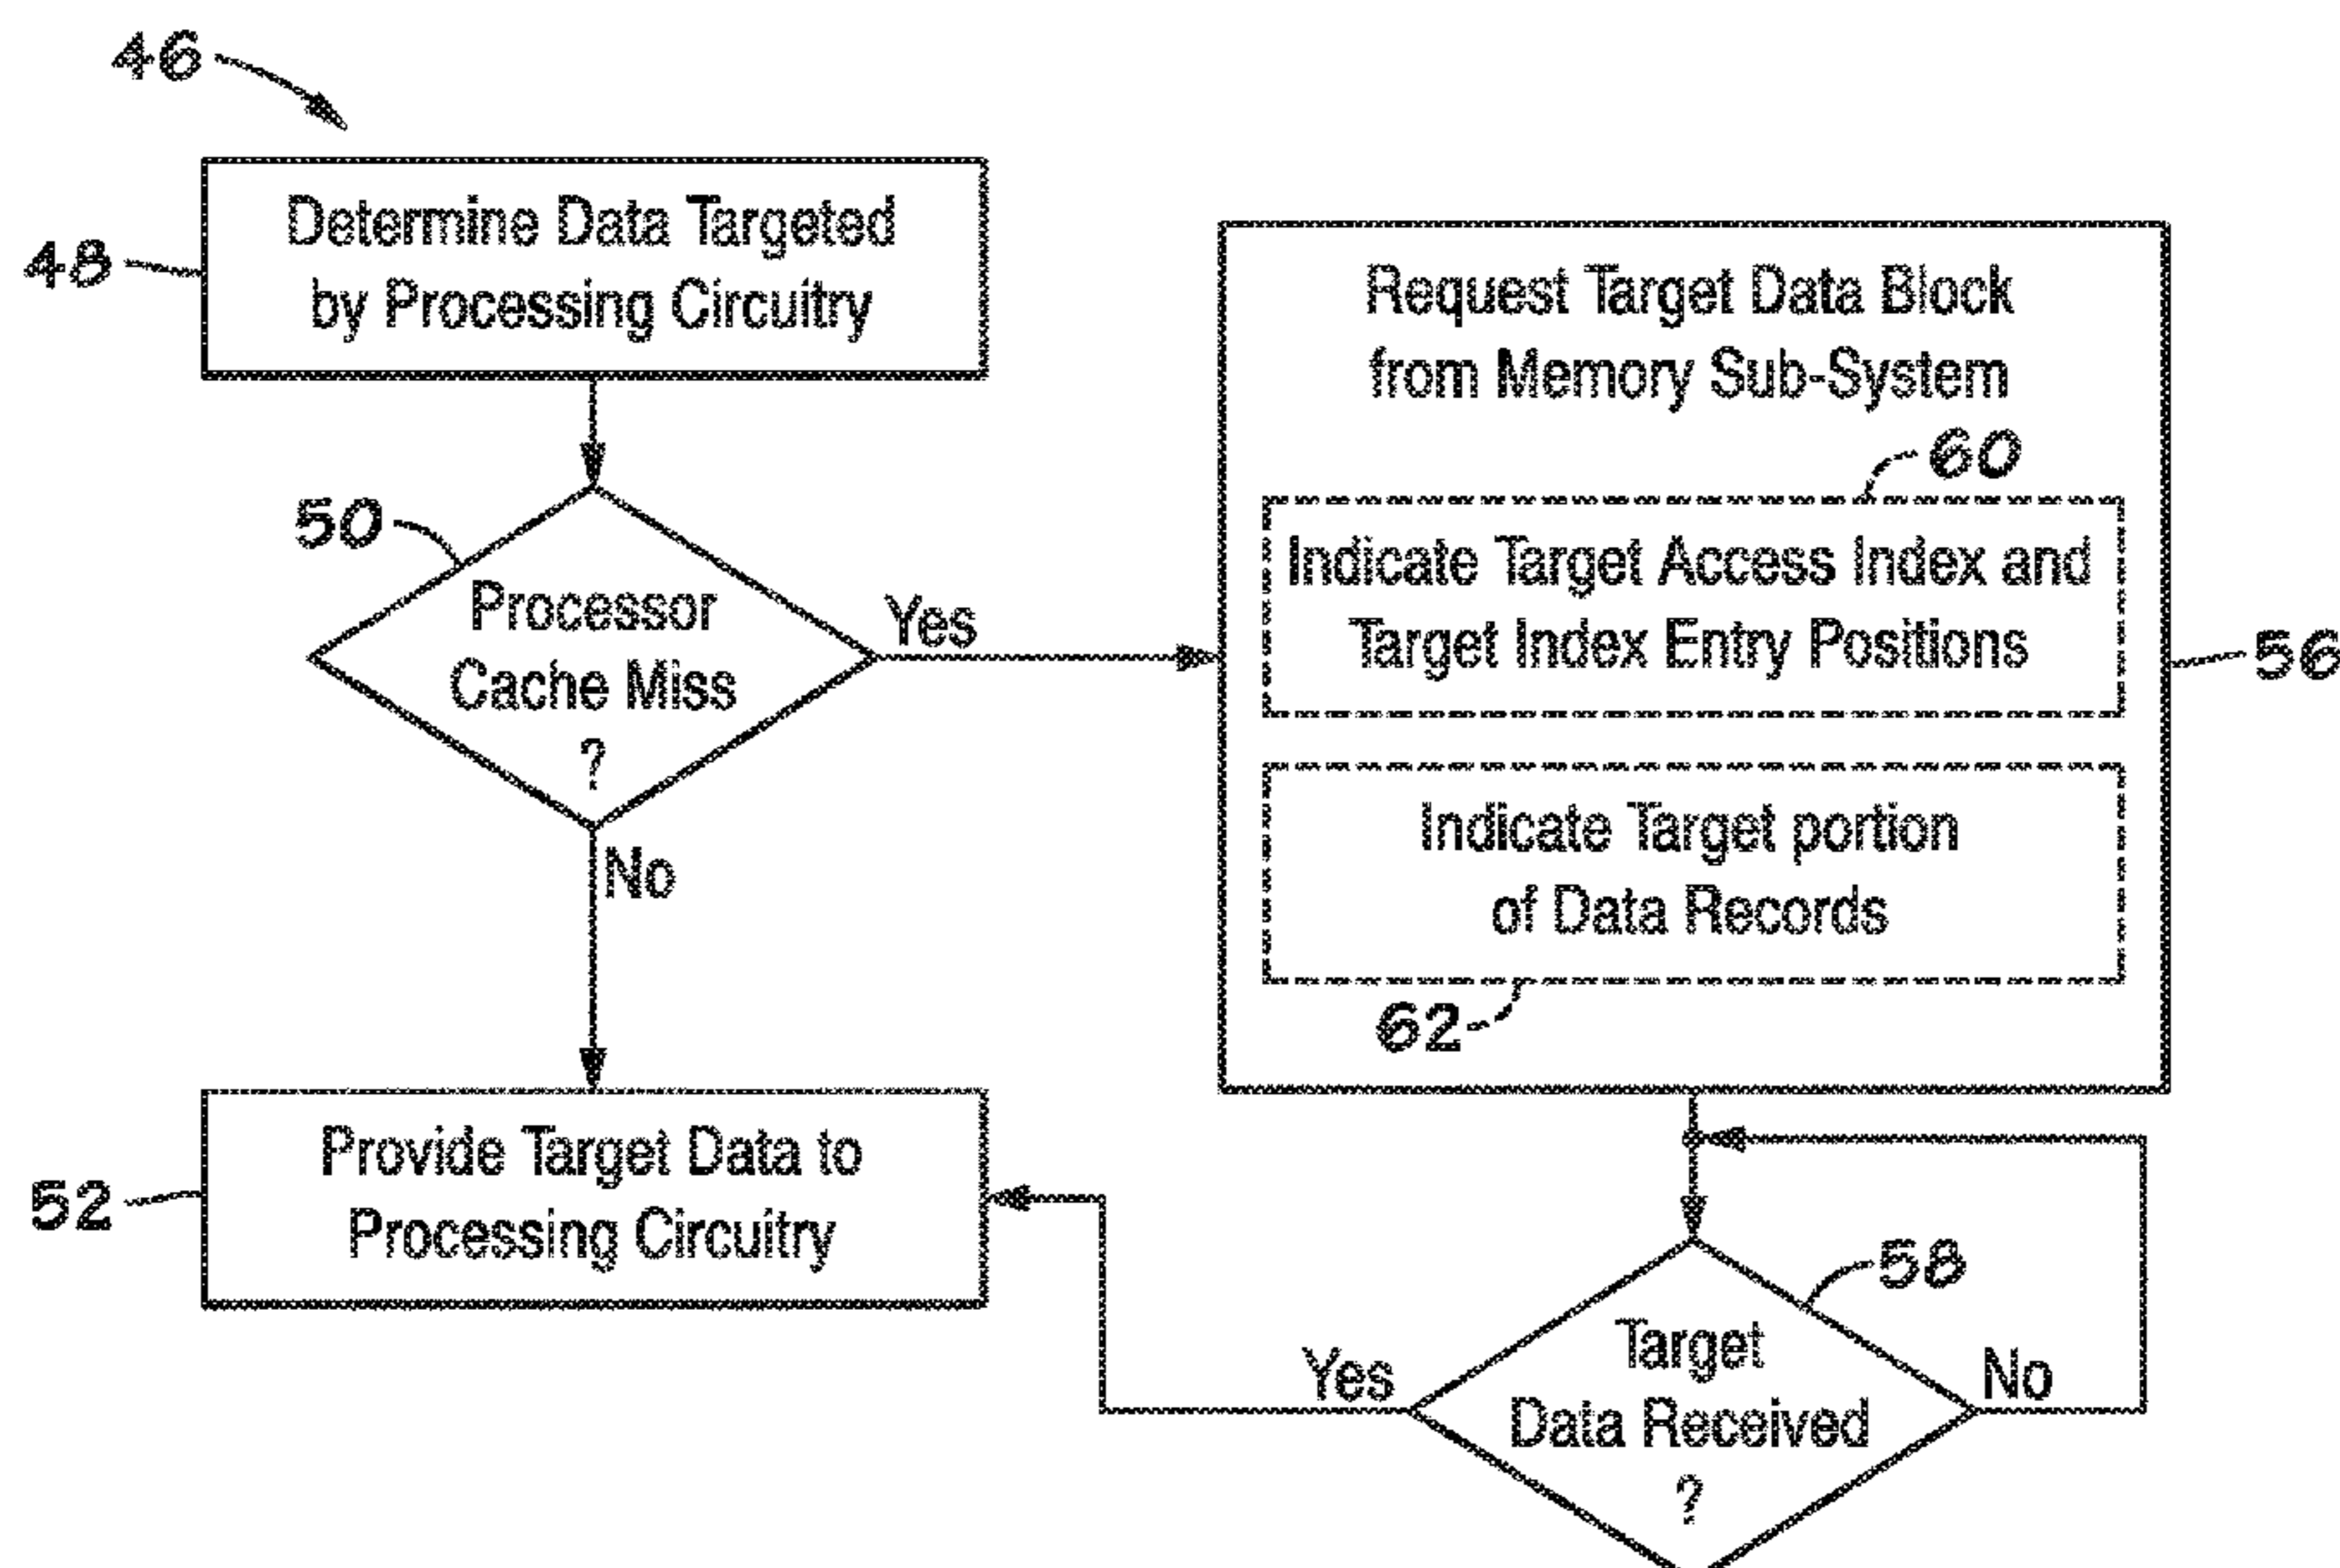 46
48
Determine Data Targeted
by Processing Circuitry
50
Processor
Cache Miss
?
Yes
No
Request Target Data Block
from Memory Sub-System
60
Indicate Target Access Index and
Target Index Entry Positions
56
Indicate Target portion
of Data Records
62
52
Provide Target Data to
Processing Circuitry
58
Target
Data Received
?
Yes
No